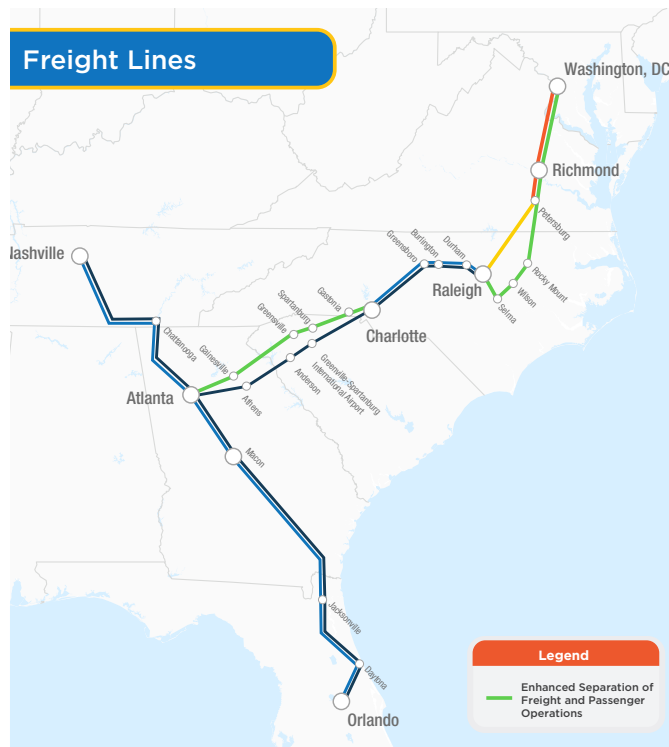 Freight Lines
Washington, DC
Richmond
Petersburg
Nashville
Burlington
Greensboro
Durham
Raleigh
Rocky Mount
Wilson
Selma
Gastonia
Spartanburg
Greensville
Charlotte
Chattanooga
Gainesville
Greenville-Spartanburg
International Airport
Anderson
Atlanta
Athens
Macon
Jacksonville
Daytona
Orlando
Legend
Enhanced Separation of
Freight and Passenger
Operations